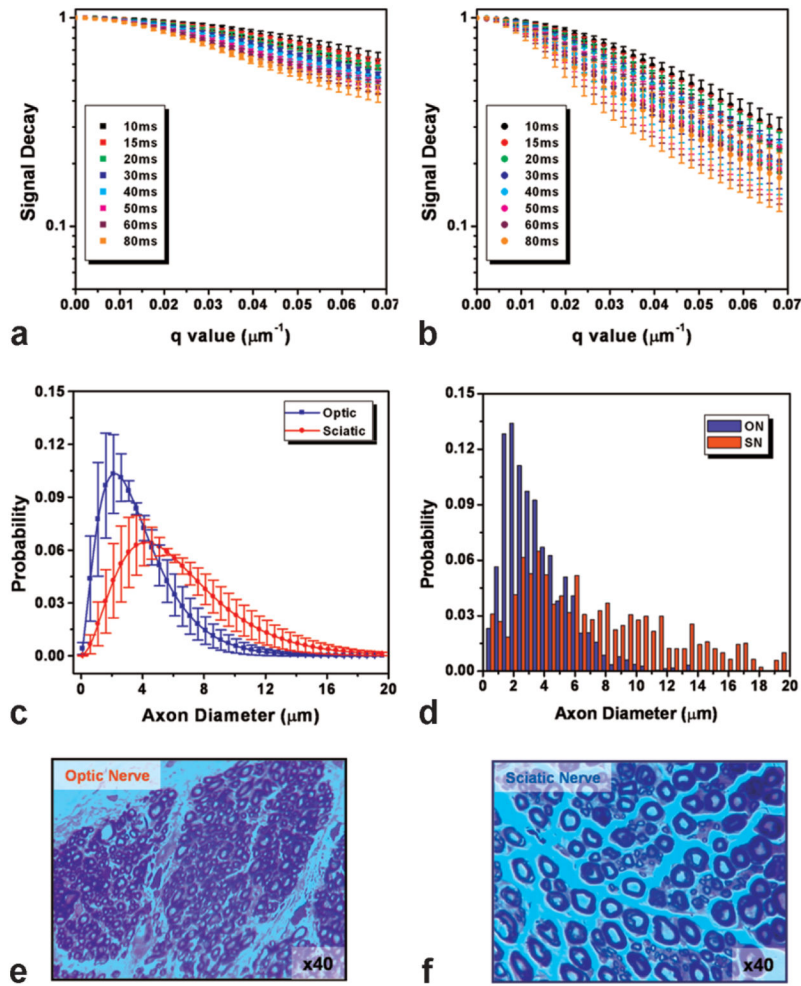 1
0.1
Signal Decay
10ms
15ms
20ms
30ms
40ms
50ms
60ms
80ms
0.00 0.01 0.02 0.03 0.04 0.05 0.06 0.07
q value (μm⁻¹)
a
1
0.1
Signal Decay
10ms
15ms
20ms
30ms
40ms
50ms
60ms
80ms
0.00 0.01 0.02 0.03 0.04 0.05 0.06 0.07
q value (μm⁻¹)
b
0.15
0.12
0.09
0.06
0.03
0.00
Probability
Optic
Sciatic
0 4 8 12 16 20
Axon Diameter (μm)
c
0.15
0.12
0.09
0.06
0.03
0.00
Probability
ON
SN
0 2 4 6 8 10 12 14 16 18 20
Axon Diameter (μm)
d
Optic Nerve
x40
e
Sciatic Nerve
x40
f